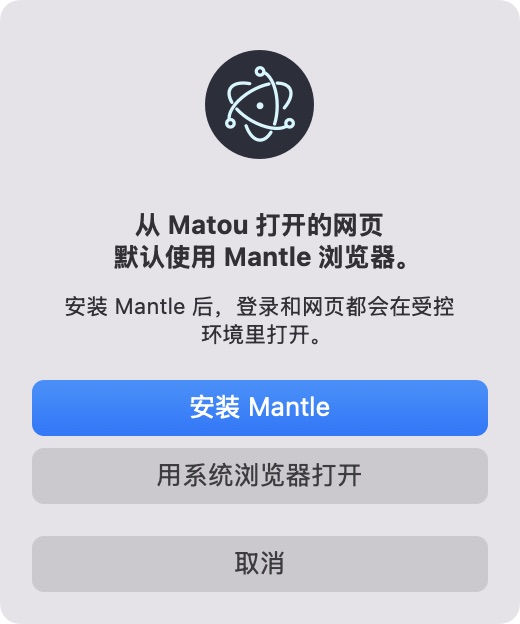 从 Matou 打开的网页
默认使用 Mantle 浏览器。
安装 Mantle 后，登录和网页都会在受控
环境里打开。
安装 Mantle
用系统浏览器打开
取消